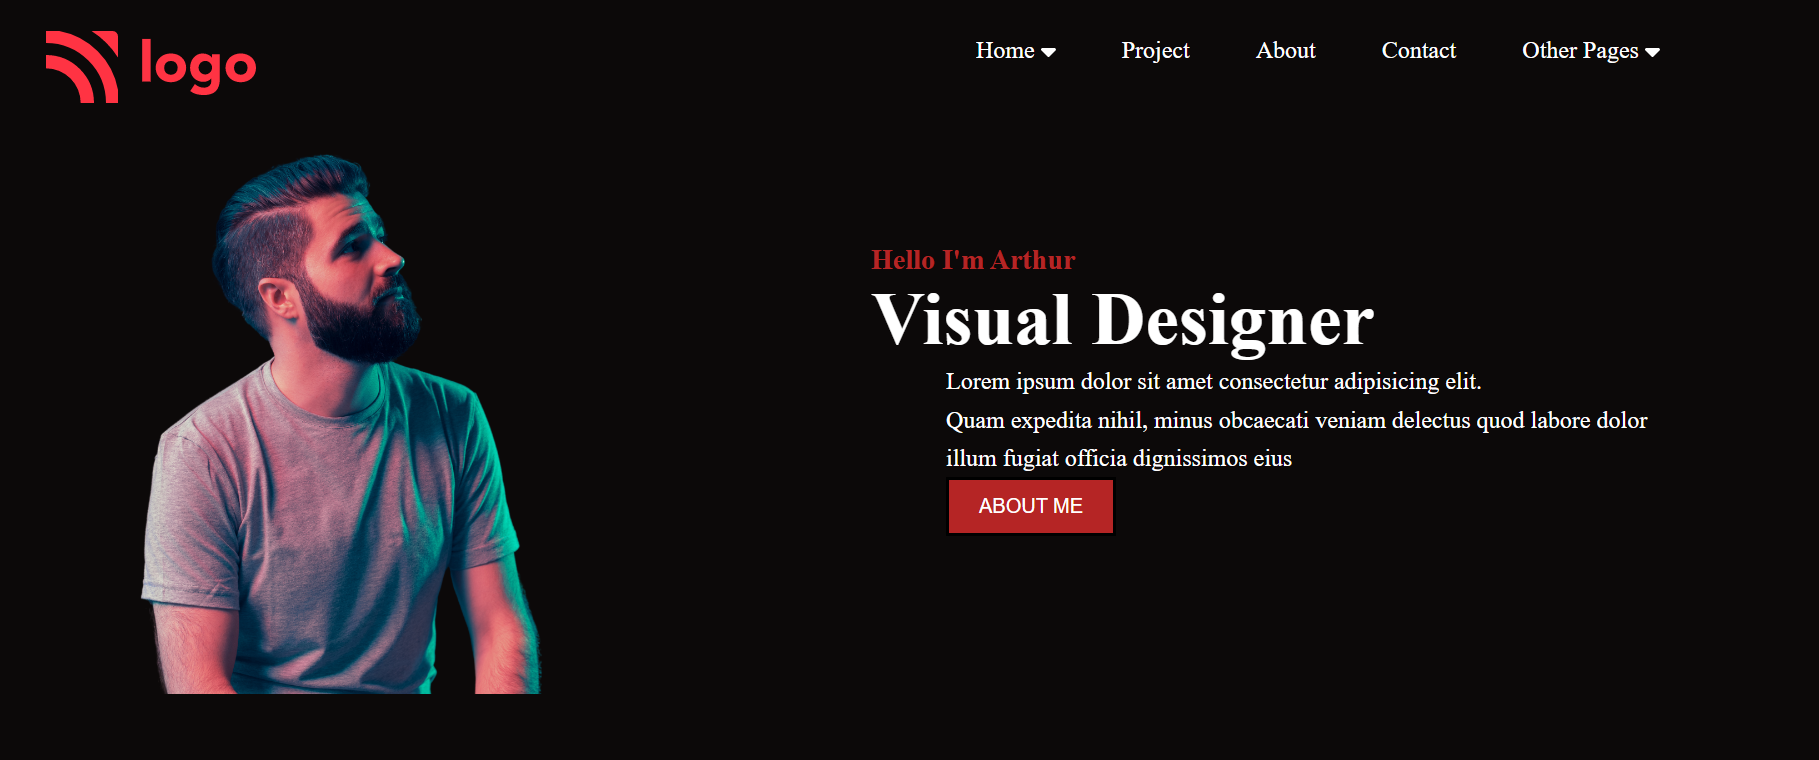 logo
Home Project About Contact Other Pages
Hello I'm Arthur
Visual Designer
Lorem ipsum dolor sit amet consectetur adipisicing elit.
Quam expedita nihil, minus obcaecati veniam delectus quod labore dolor
illum fugiat officia dignissimos eius
ABOUT ME